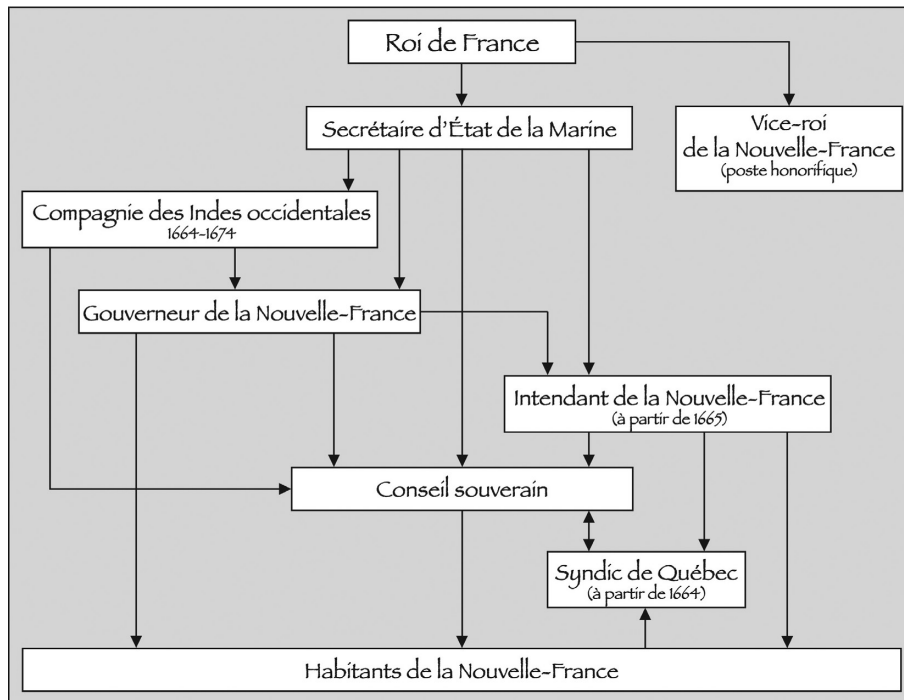 Roi de France
Secrétaire d'État de la Marine
Vice-roi
de la Nouvelle-France
(poste honorifique)
Compagnie des Indes occidentales
1664-1674
Gouverneur de la Nouvelle-France
Intendant de la Nouvelle-France
(à partir de 1665)
Conseil souverain
Syndic de Québec
(à partir de 1664)
Habitants de la Nouvelle-France